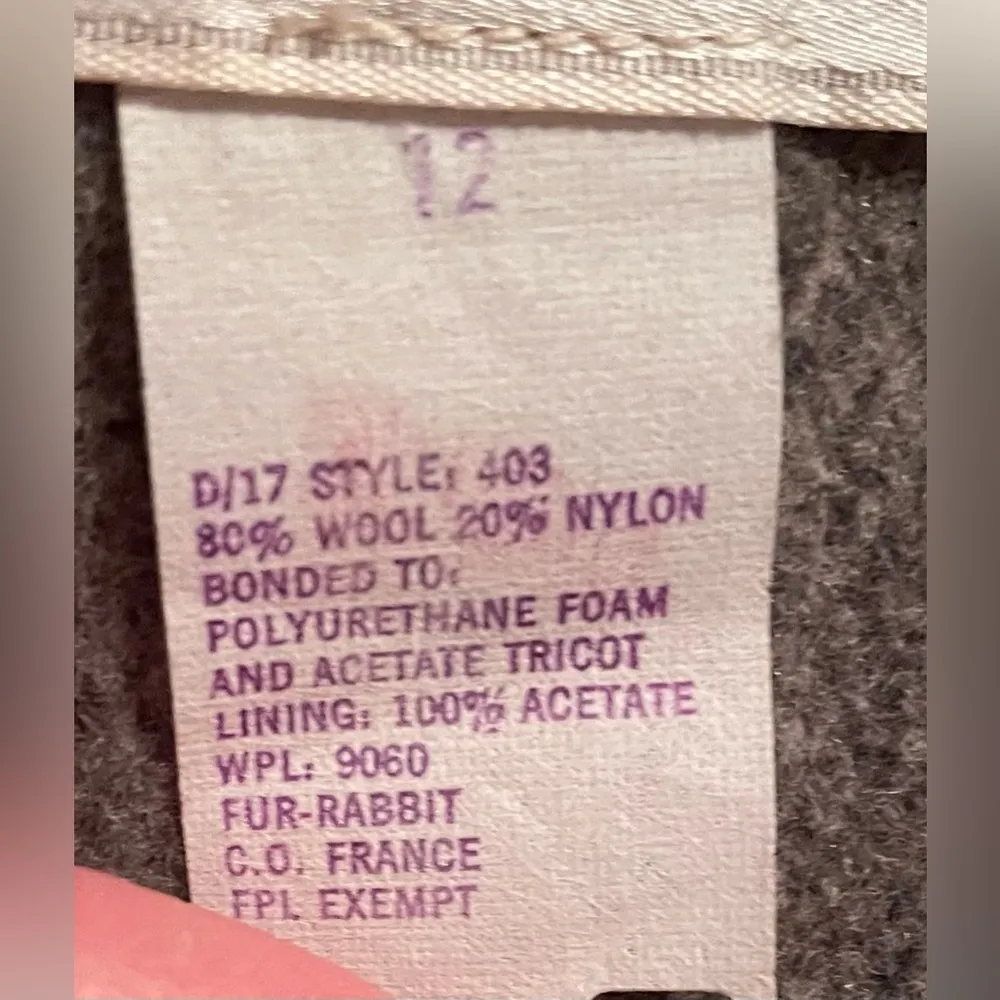 12
D/17 STYLE: 403
80% WOOL 20% NYLON
BONDED TO:
POLYURETHANE FOAM
AND ACETATE TRICOT
LINING: 100% ACETATE
WPL: 9060
FUR-RABBIT
C.O. FRANCE
FPL EXEMPT